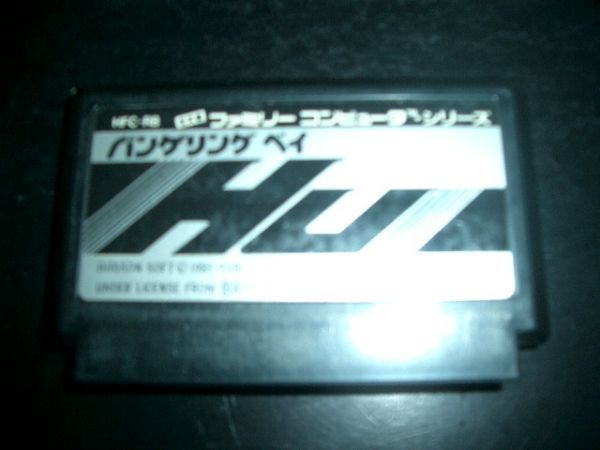 HFC-RB ファミリー コンピュータ シリーズ
バンゲリング ベイ
HUDSON SOFT ©
UNDER LICENSE FROM